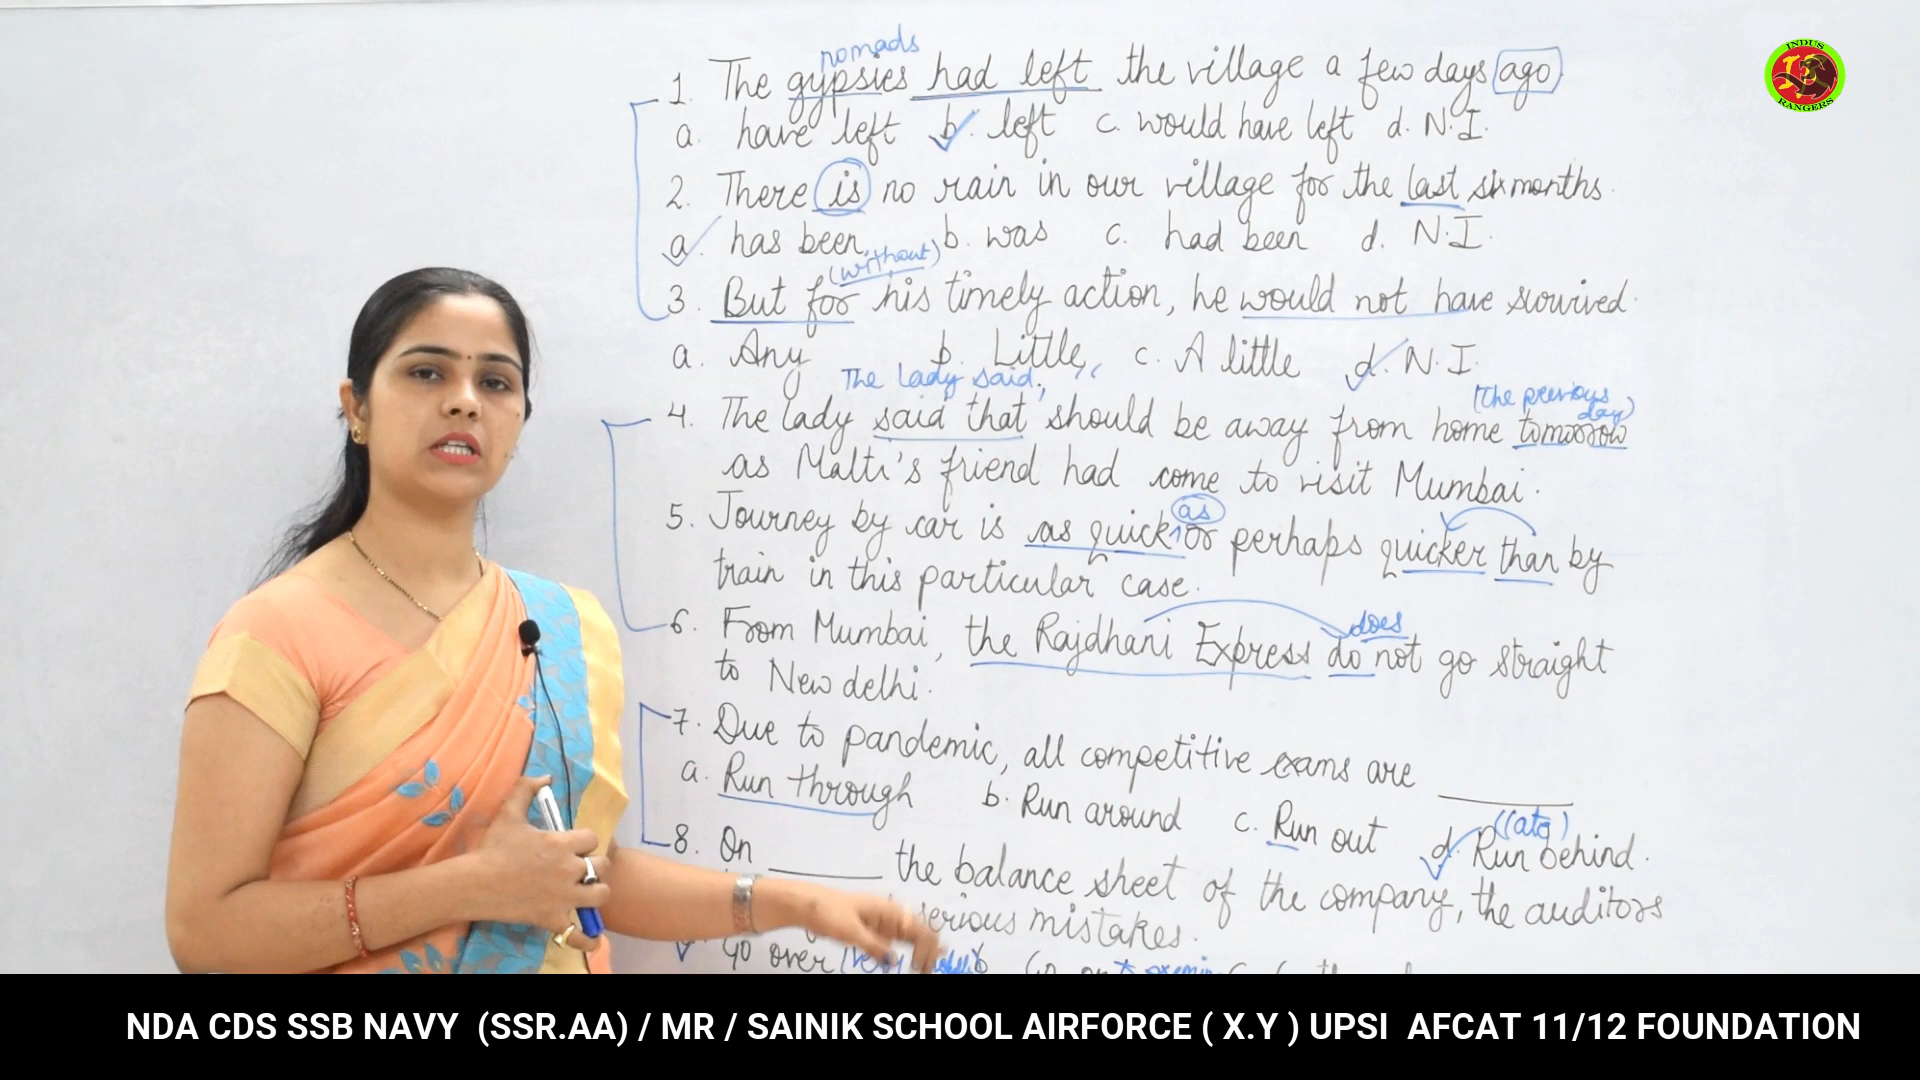 nomads
1. The gypsies had left the village a few days ago
a. have left b. left c. would have left d. N.I.
2. There is no rain in our village for the last six months.
a. has been b. was c. had been d. N.I.
(without)
3. But for his timely action, he would not have survived.
a. Any b. Little, c. A little d. N.I.
The lady said,
(the previous day)
4. The lady said that should be away from home tomorrow
as Malti's friend had come to visit Mumbai.
as
5. Journey by car is as quick or perhaps quicker than by
train in this particular case.
does
6. From Mumbai, the Rajdhani Express do not go straight
to New delhi.
7. Due to pandemic, all competitive exams are ______
a. Run through b. Run around c. Run out d. Run behind.
8. On ______ the balance sheet of the company, the auditors
serious mistakes.
Go over
INDUS
RANGERS
NDA CDS SSB NAVY (SSR.AA) / MR / SAINIK SCHOOL AIRFORCE ( X.Y ) UPSI AFCAT 11/12 FOUNDATION